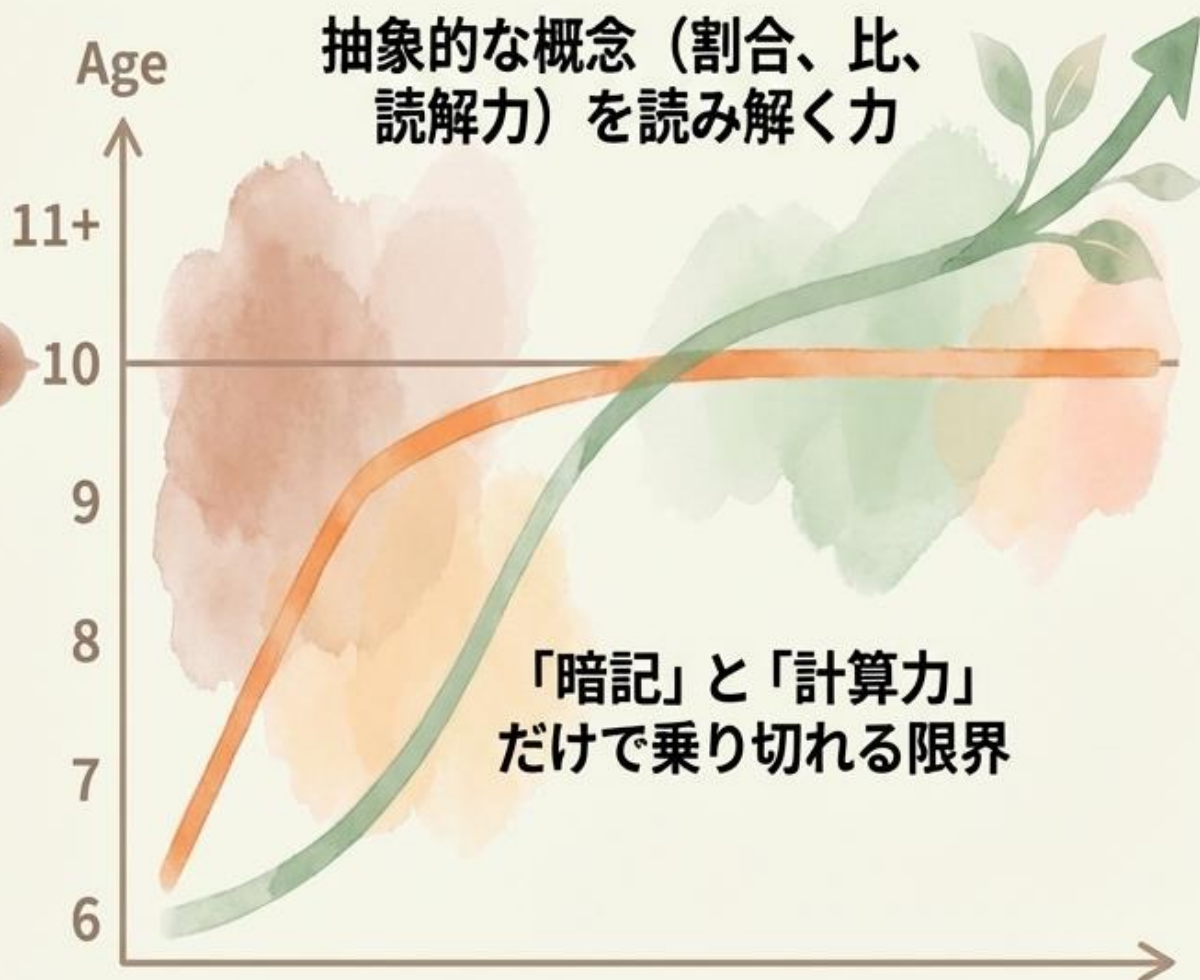 抽象的な概念（割合、比、
読解力）を読み解く力
Age
11+
10
9
8
7
6
「暗記」と「計算力」
だけで乗り切れる限界